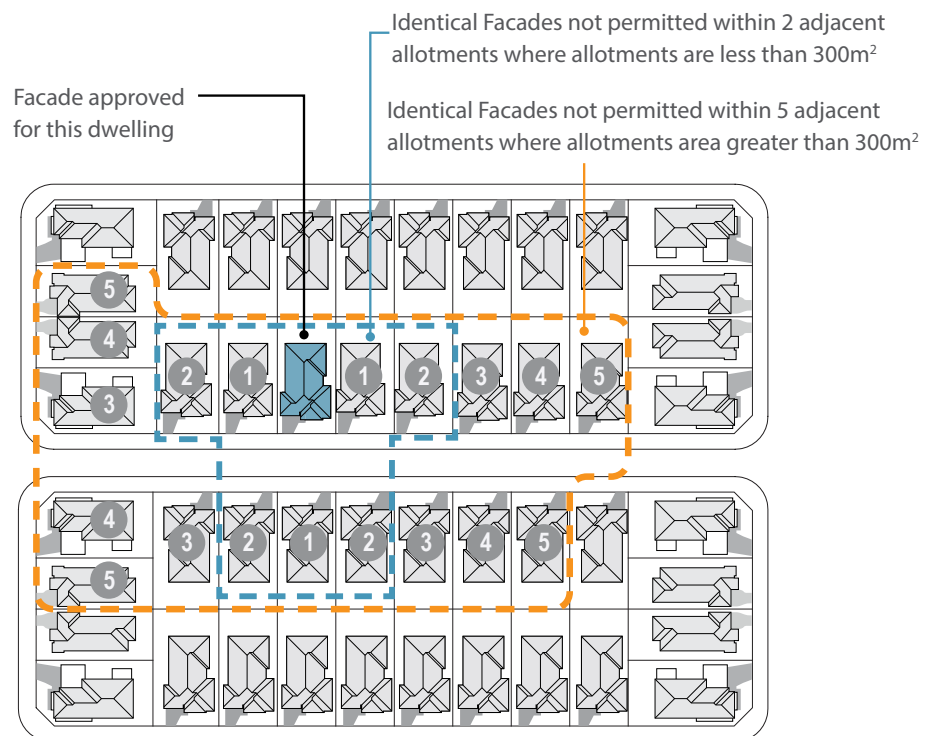 Identical Facades not permitted within 2 adjacent
allotments where allotments are less than 300m²
Facade approved
for this dwelling
Identical Facades not permitted within 5 adjacent
allotments where allotments area greater than 300m²
5
4
3
2 1 1 2 3 4 5
4
3 2 1 2 3 4 5
5